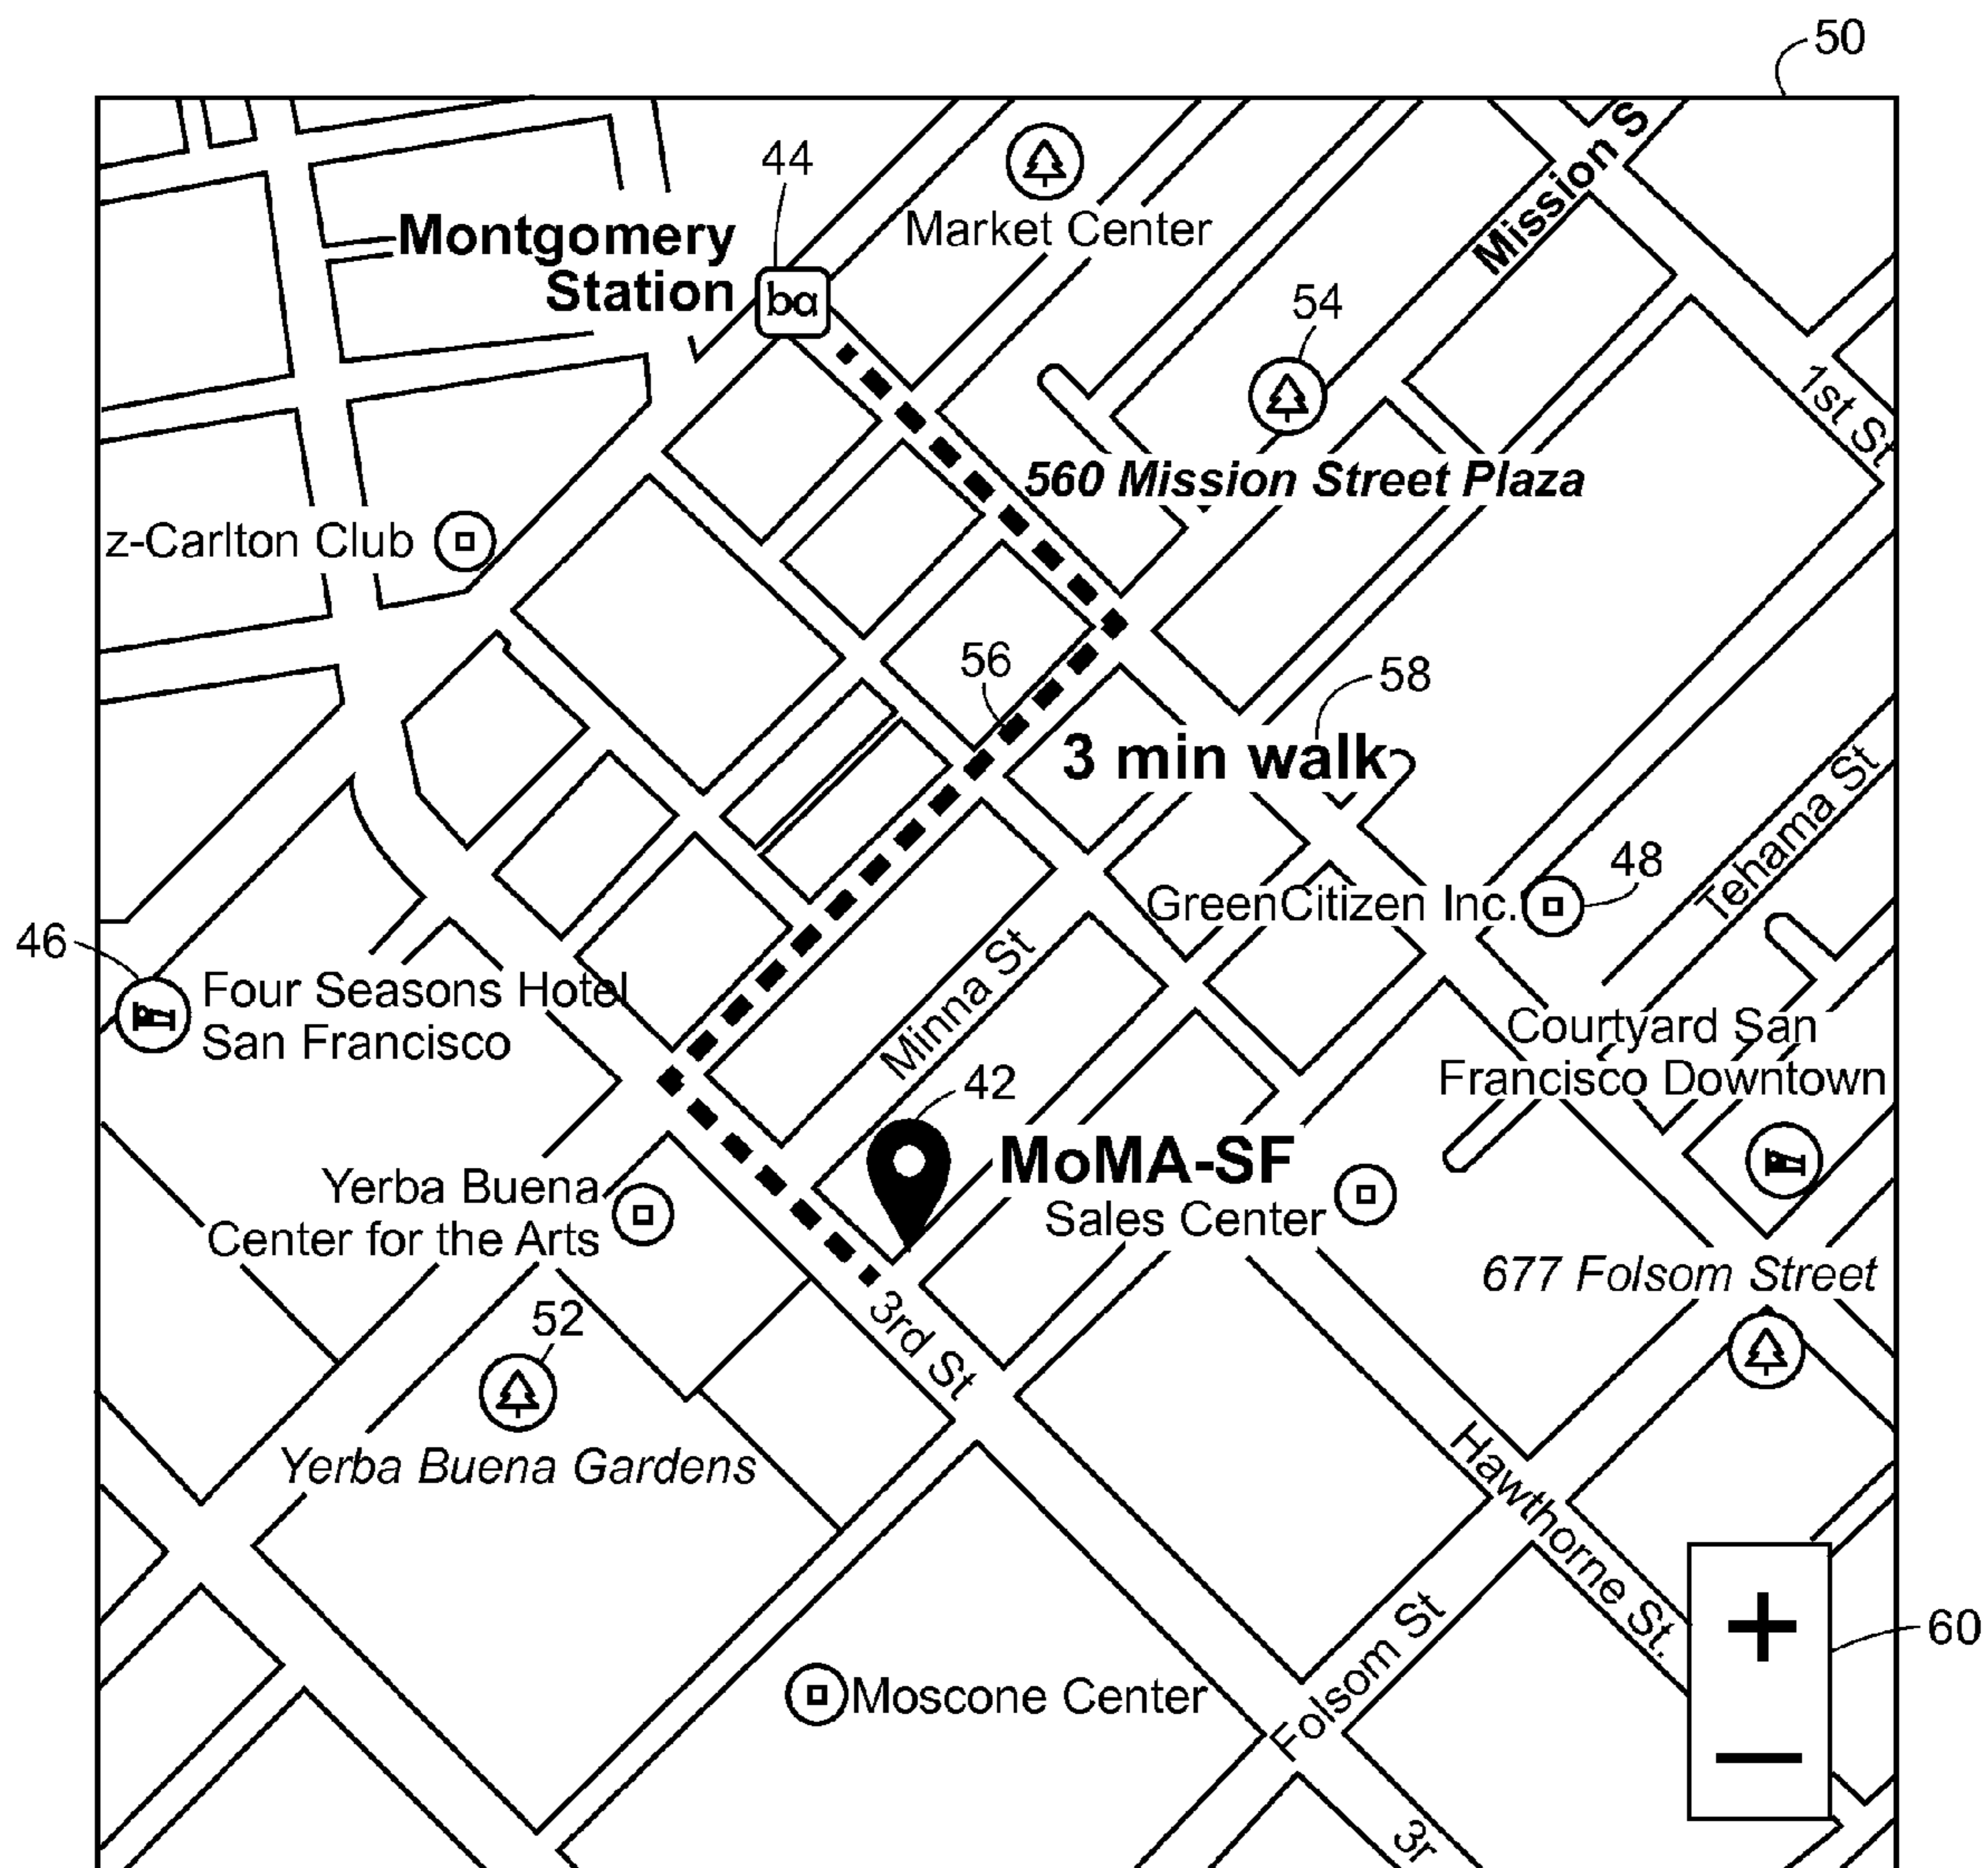 50
44
Market Center
Mission S
Montgomery
Station
ba
54
1st St
560 Mission Street Plaza
z-Carlton Club
56
58
3 min walk
Tehama St
48
GreenCitizen Inc.
46
Four Seasons Hotel
San Francisco
Minna St
Courtyard San
Francisco Downtown
42
MoMA-SF
Sales Center
Yerba Buena
Center for the Arts
677 Folsom Street
3rd St
52
Yerba Buena Gardens
Hawthorne St.
Folsom St
60
+
−
Moscone Center
3r